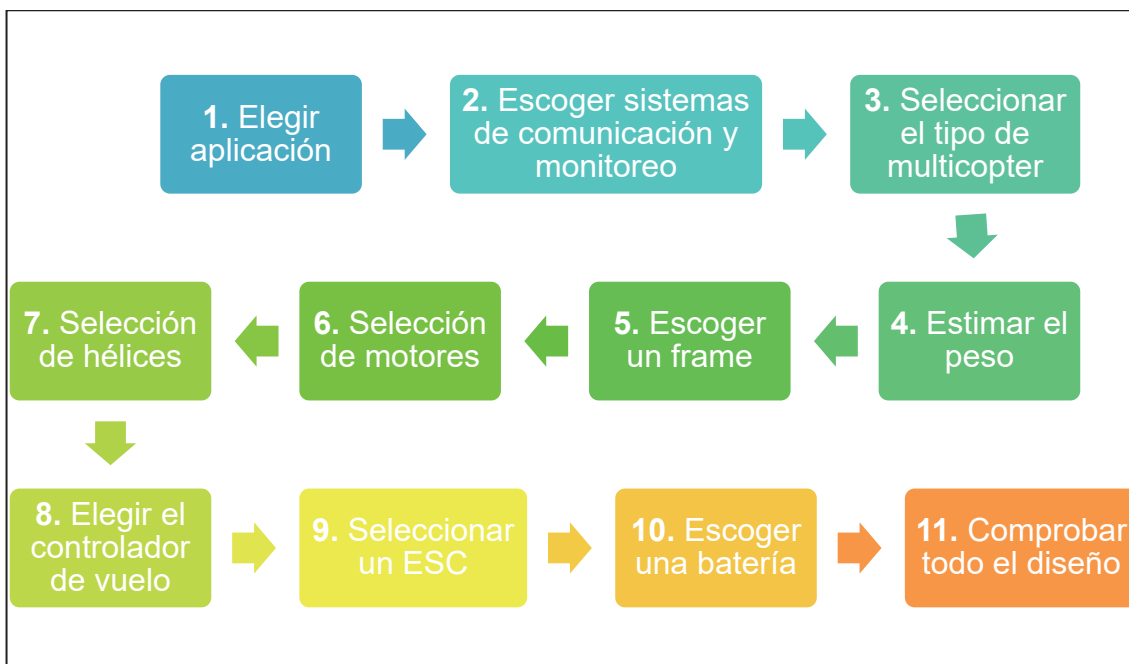 1. Elegir
aplicación
2. Escoger sistemas
de comunicación y
monitoreo
3. Seleccionar
el tipo de
multicopter
4. Estimar el
peso
5. Escoger
un frame
6. Selección
de motores
7. Selección
de hélices
8. Elegir el
controlador
de vuelo
9. Seleccionar
un ESC
10. Escoger
una batería
11. Comprobar
todo el diseño